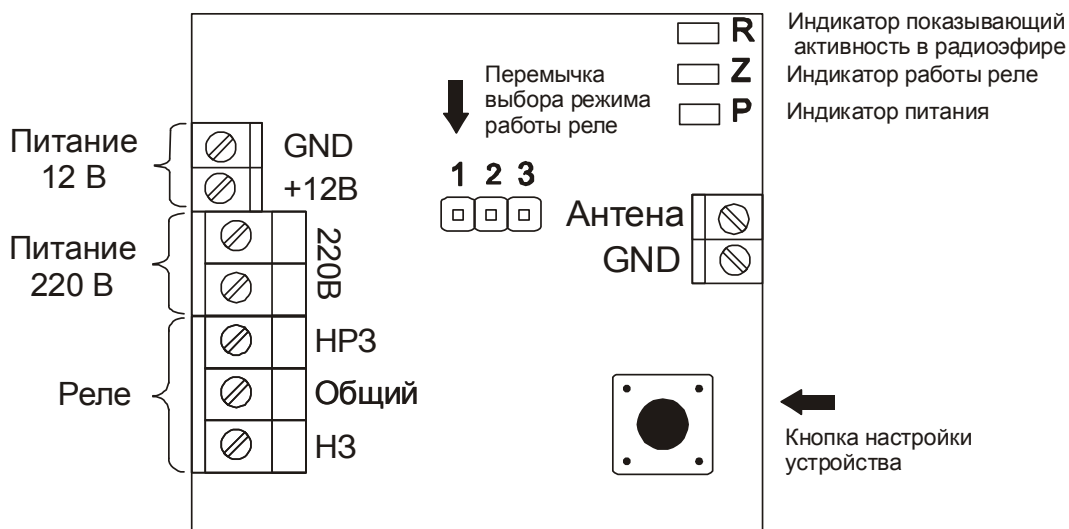 R
Индикатор показывающий
активность в радиоэфире
Z
Индикатор работы реле
P
Индикатор питания
Перемычка
выбора режима
работы реле
1 2 3
Питание
12 В
GND
+12В
Питание
220 В
220В
Реле
НРЗ
Общий
НЗ
Антена
GND
Кнопка настройки
устройства